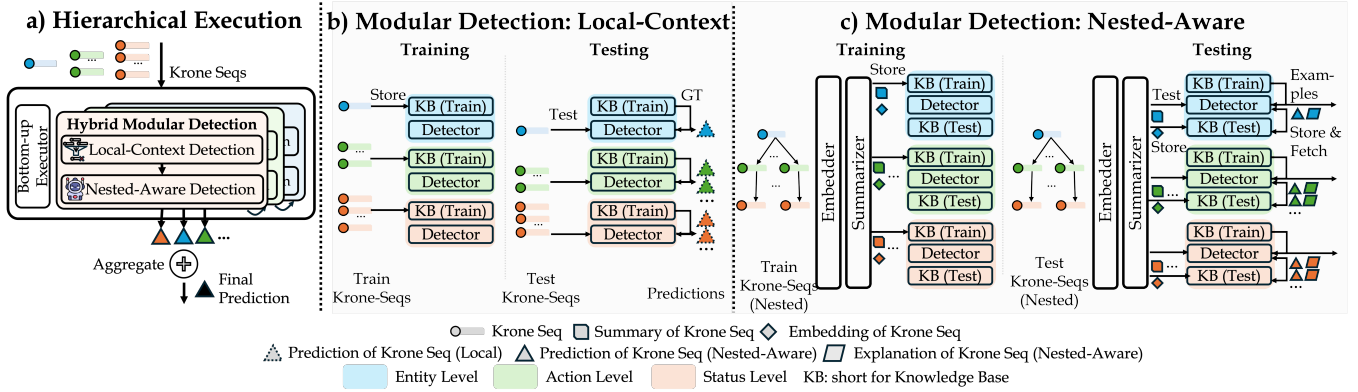 a) Hierarchical Execution
Krone Seqs
...
Bottom-up
Executor
Hybrid Modular Detection
Local-Context Detection
Nested-Aware Detection
...
Aggregate
Final
Prediction
b) Modular Detection: Local-Context
Training
Testing
Store
KB (Train)
Detector
KB (Train)
Detector
KB (Train)
Detector
Train
Krone-Seqs
Test
GT
KB (Train)
Detector
KB (Train)
Detector
KB (Train)
Detector
Test
Krone-Seqs
Predictions
c) Modular Detection: Nested-Aware
Training
Testing
Train
Krone-Seqs
(Nested)
Embedder
Summarizer
Store
KB (Train)
Detector
KB (Test)
KB (Train)
Detector
KB (Test)
KB (Train)
Detector
KB (Test)
Test
Krone-Seqs
(Nested)
Embedder
Summarizer
Test
Store
KB (Train)
Detector
KB (Test)
KB (Train)
Detector
KB (Test)
KB (Train)
Detector
KB (Test)
Exam-
ples
Store &
Fetch
Krone Seq
Summary of Krone Seq
Embedding of Krone Seq
Prediction of Krone Seq (Local)
Prediction of Krone Seq (Nested-Aware)
Explanation of Krone Seq (Nested-Aware)
Entity Level
Action Level
Status Level
KB: short for Knowledge Base